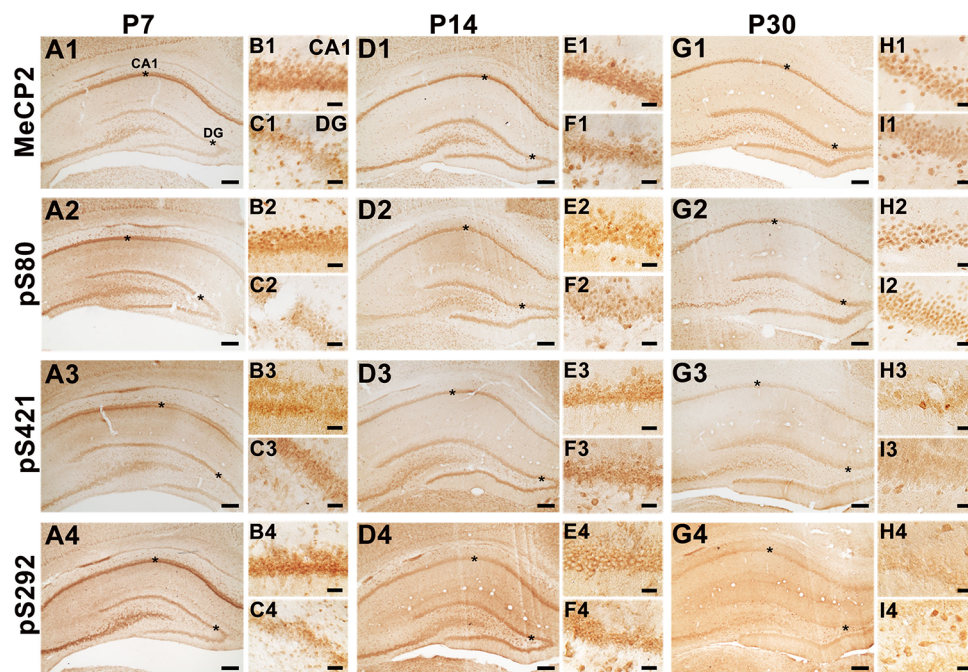 P7 P14 P30
MeCP2
A1 CA1 * DG *
B1 CA1
C1 DG
D1 * *
E1
F1
G1 * *
H1
I1
pS80
A2 * *
B2
C2
D2 * *
E2
F2
G2 * *
H2
I2
pS421
A3 * *
B3
C3
D3 * *
E3
F3
G3 * *
H3
I3
pS292
A4 * *
B4
C4
D4 * *
E4
F4
G4 * *
H4
I4